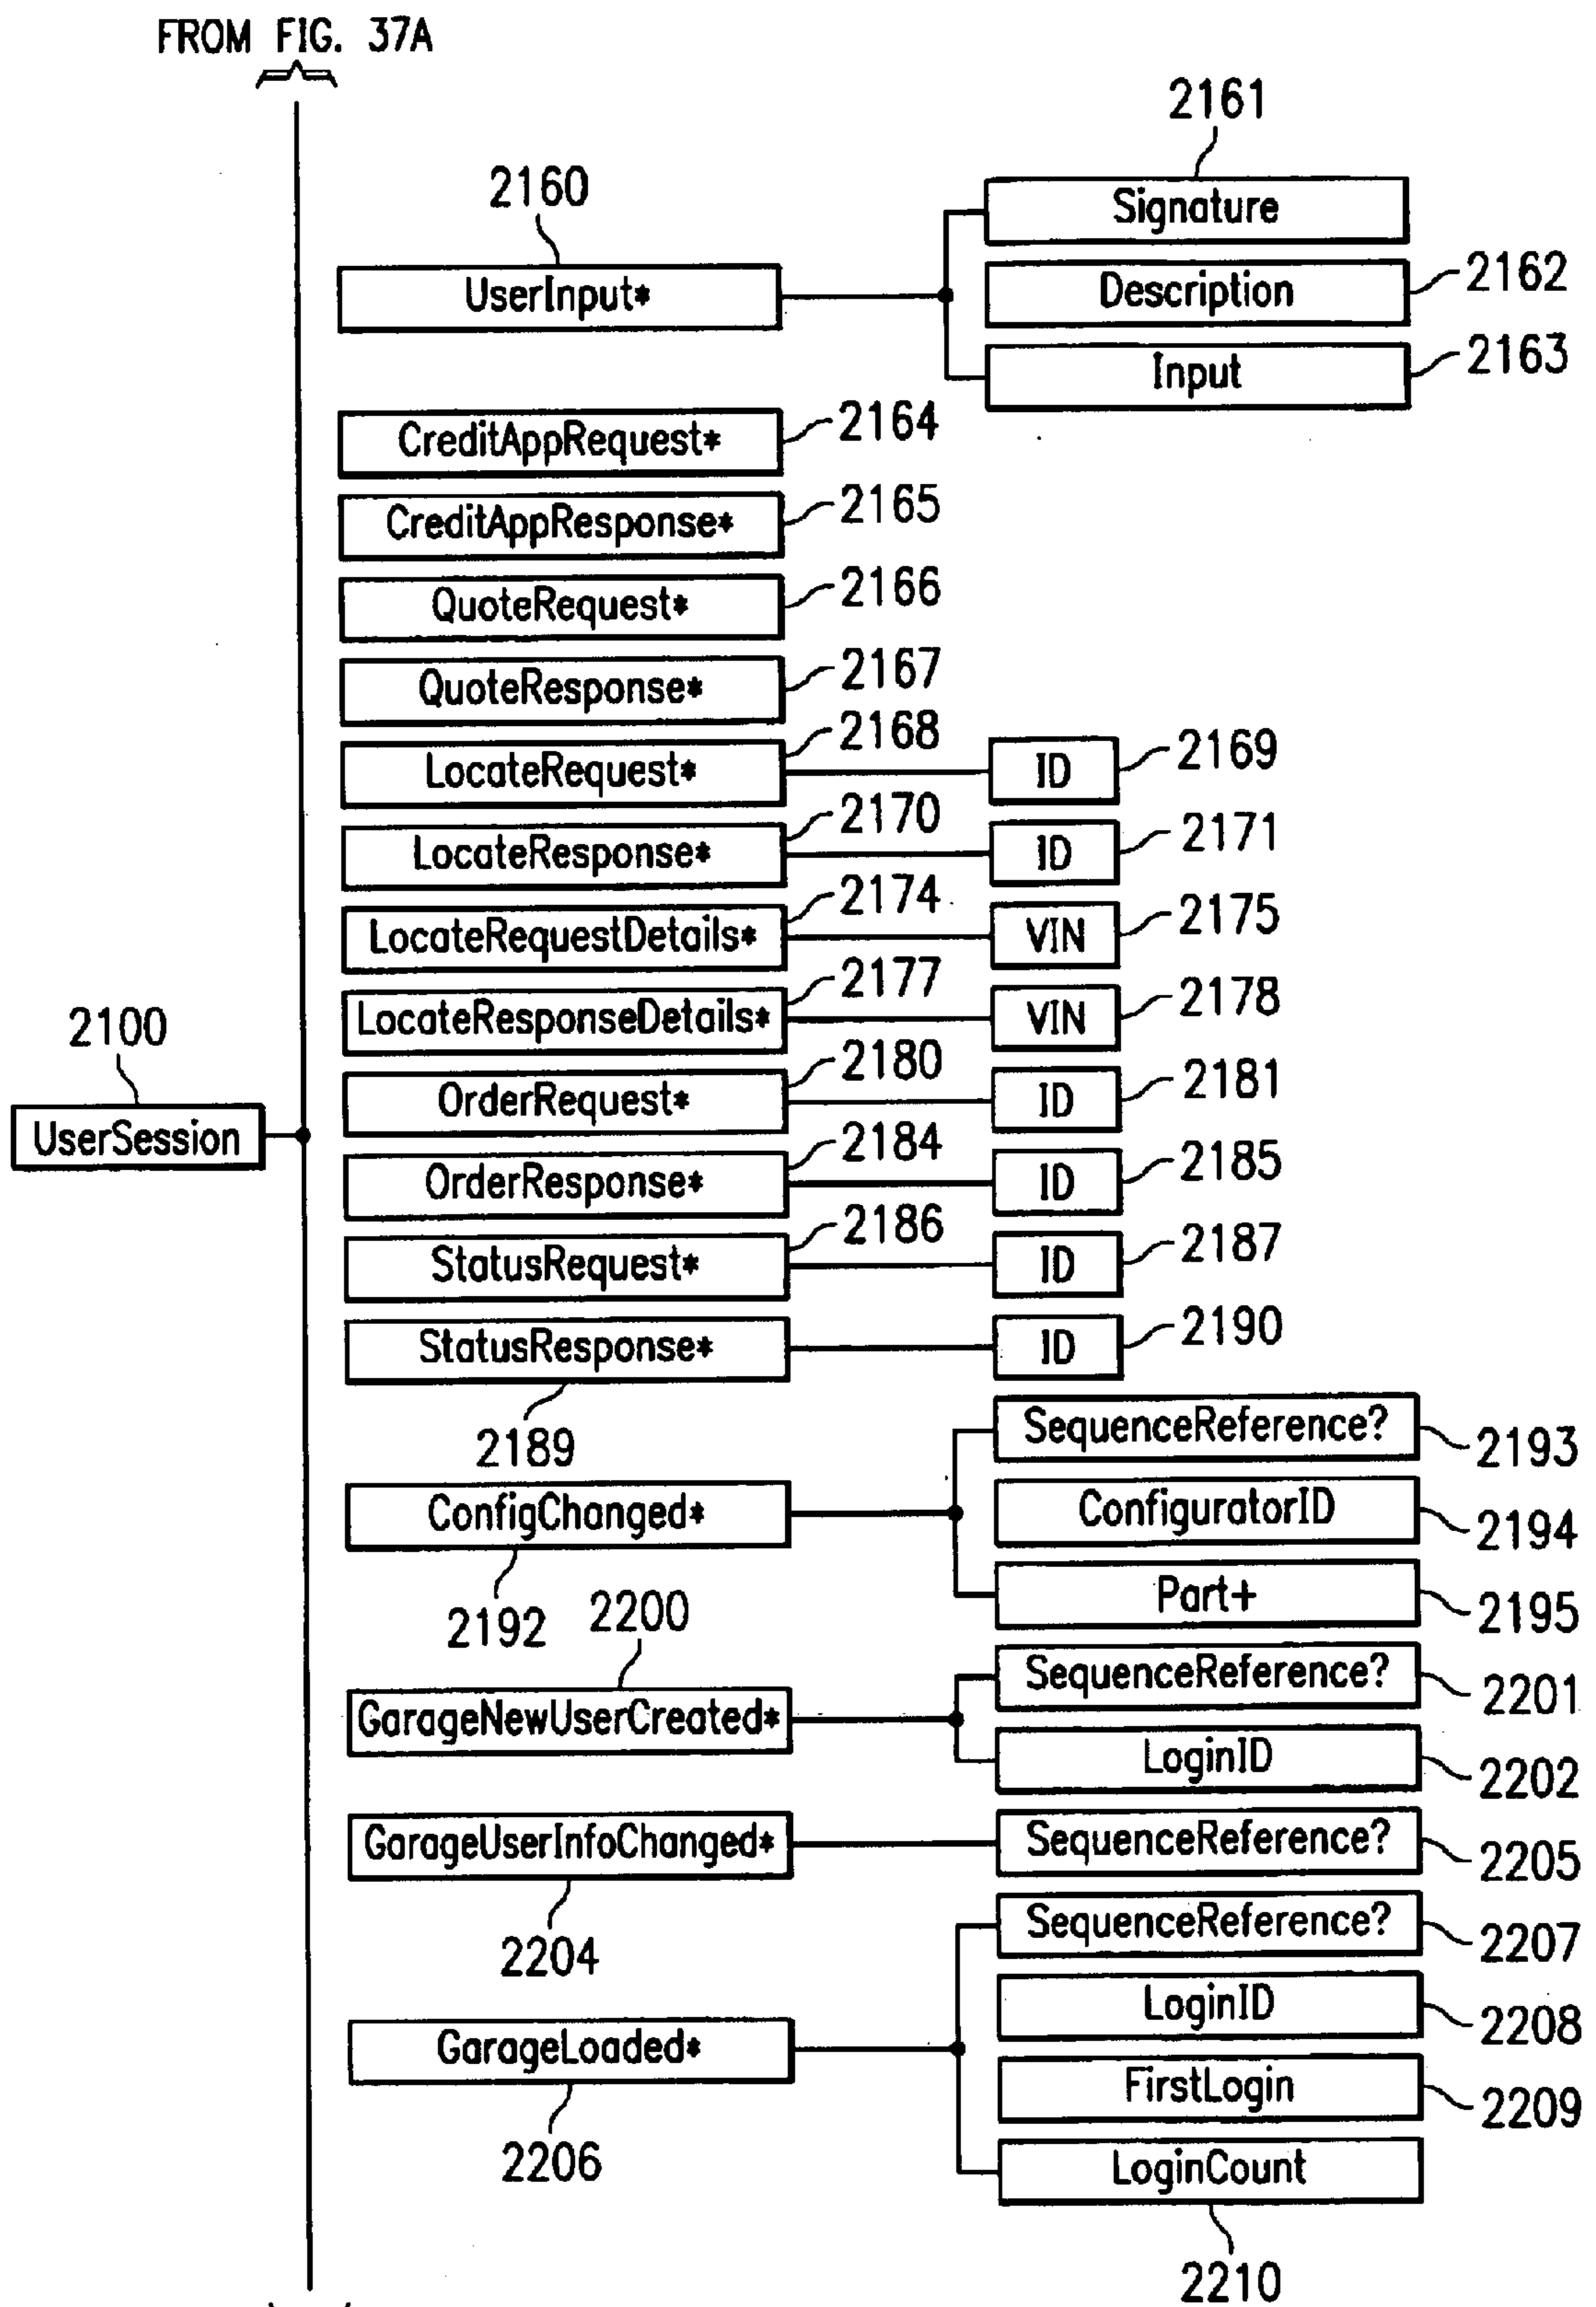 FROM FIG. 37A
2161
2160
Signature
UserInput*
Description
2162
Input
2163
CreditAppRequest*
2164
CreditAppResponse*
2165
QuoteRequest*
2166
QuoteResponse*
2167
LocateRequest*
2168
ID
2169
LocateResponse*
2170
ID
2171
LocateRequestDetails*
2174
VIN
2175
LocateResponseDetails*
2177
VIN
2178
2100
UserSession
OrderRequest*
2180
ID
2181
OrderResponse*
2184
ID
2185
StatusRequest*
2186
ID
2187
StatusResponse*
ID
2190
2189
SequenceReference?
2193
ConfigChanged*
ConfiguratorID
2194
2192
Part+
2195
2200
SequenceReference?
2201
GarageNewUserCreated*
LoginID
2202
GarageUserInfoChanged*
SequenceReference?
2205
2204
SequenceReference?
2207
LoginID
2208
GarageLoaded*
FirstLogin
2209
2206
LoginCount
2210